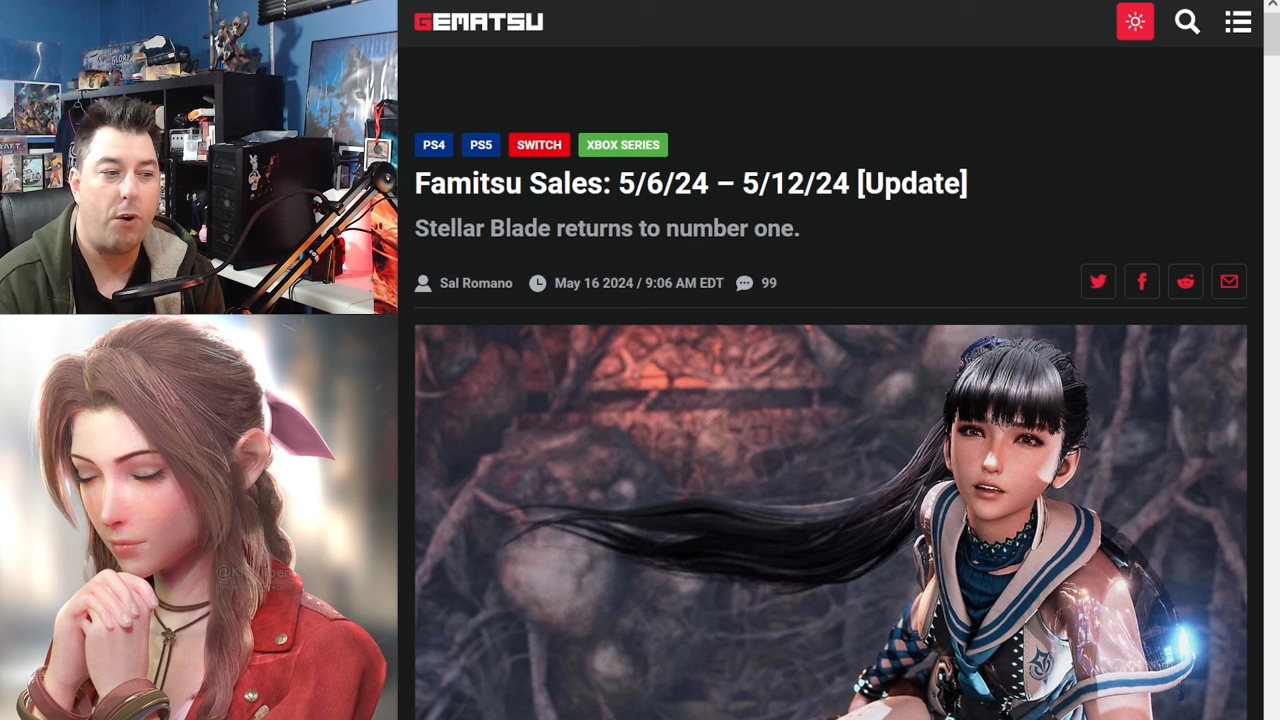 GEMATSU
PS4 PS5 SWITCH XBOX SERIES
Famitsu Sales: 5/6/24 – 5/12/24 [Update]
Stellar Blade returns to number one.
Sal Romano May 16 2024 / 9:06 AM EDT 99
GLORY